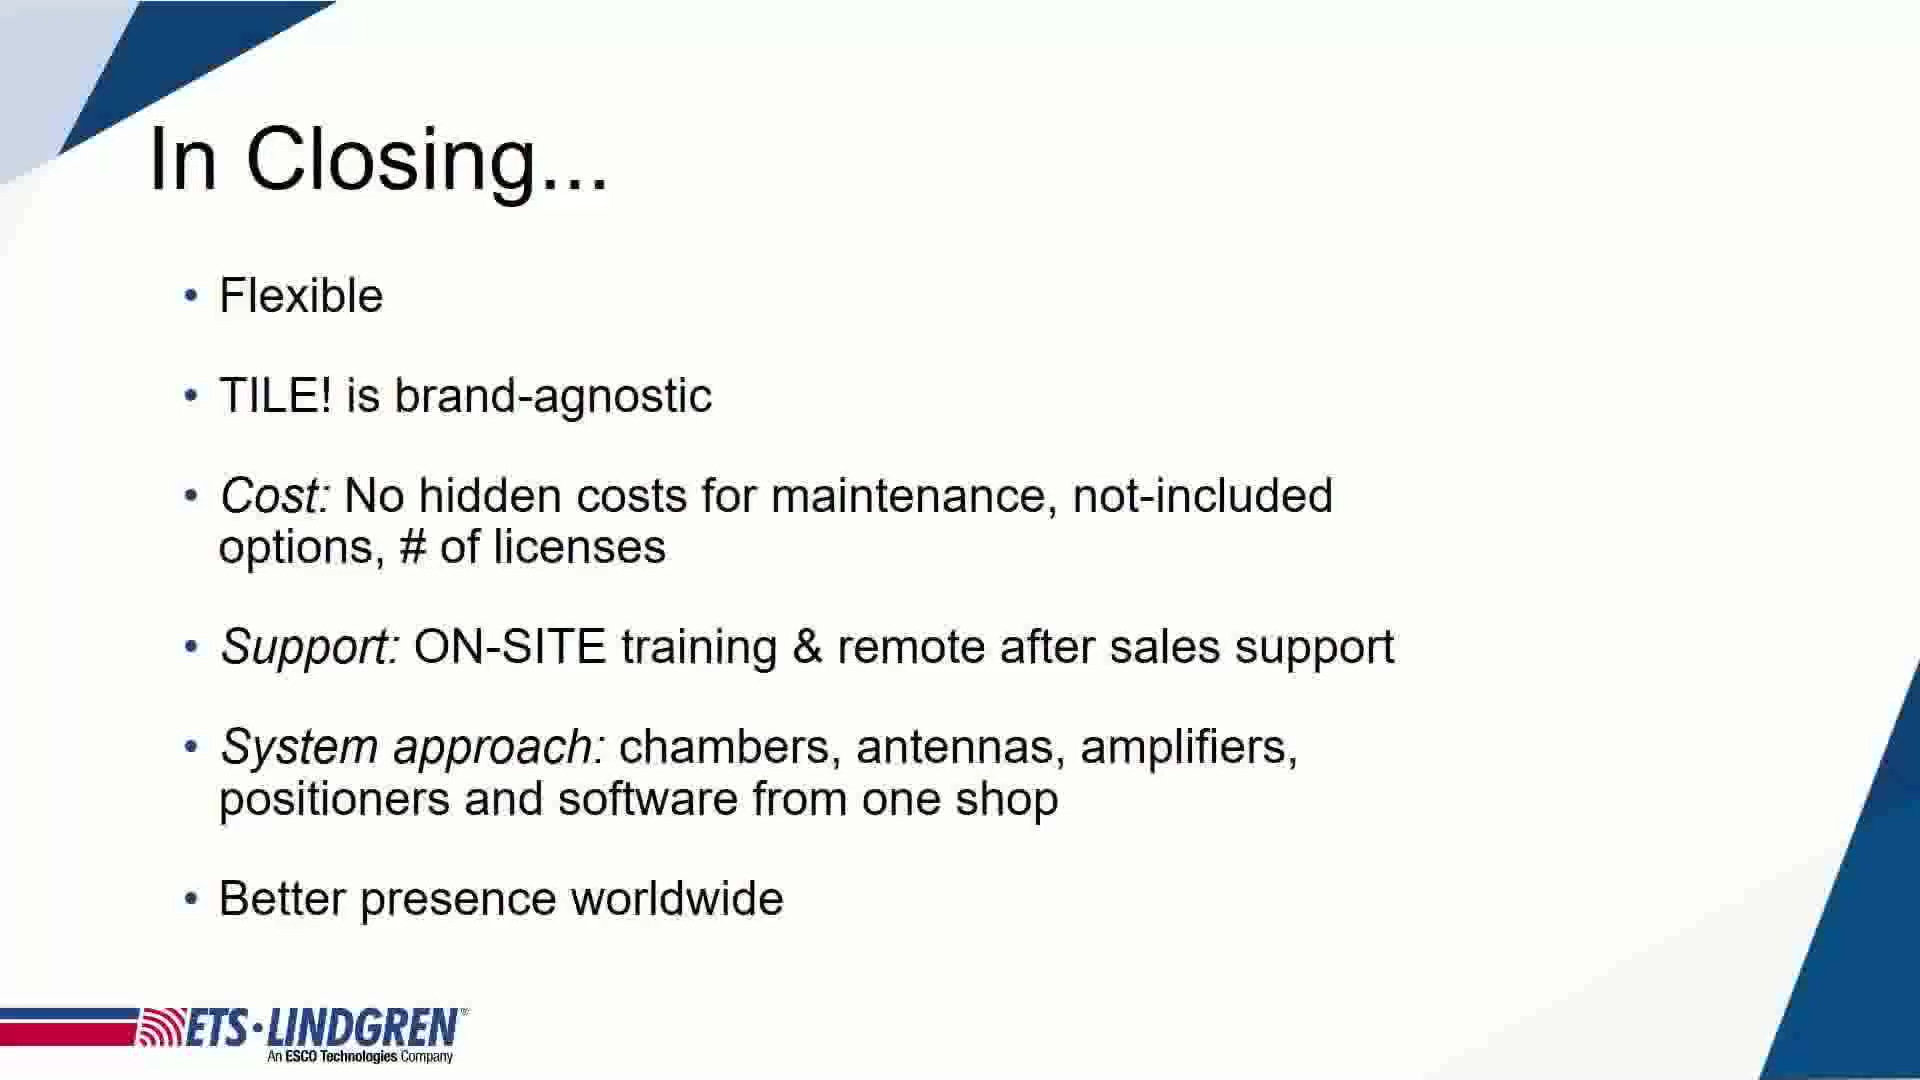 In Closing...
• Flexible
• TILE! is brand-agnostic
• Cost: No hidden costs for maintenance, not-included
options, # of licenses
• Support: ON-SITE training & remote after sales support
• System approach: chambers, antennas, amplifiers,
positioners and software from one shop
• Better presence worldwide
ETS·LINDGREN™
An ESCO Technologies Company